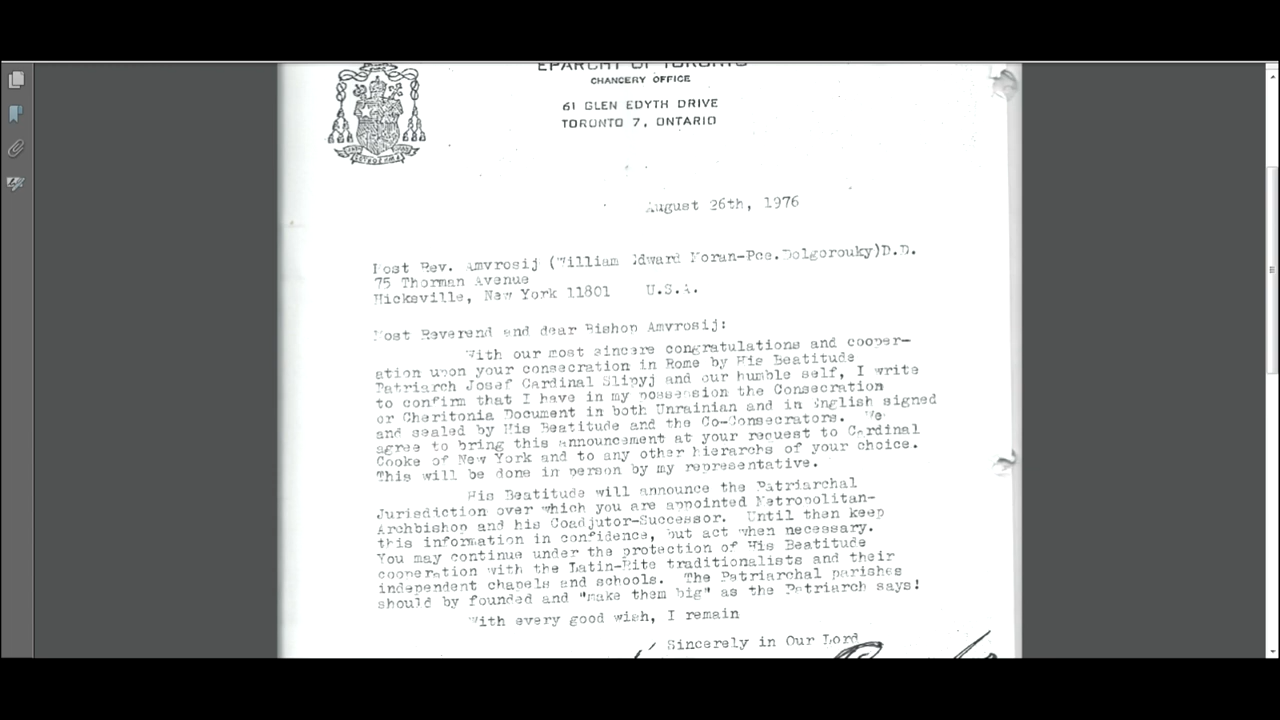 EPARCHY OF TORONTO
CHANCERY OFFICE
61 GLEN EDYTH DRIVE
TORONTO 7, ONTARIO
August 26th, 1976
Most Rev. Amvrosij (William Edward Moran-Pce.Dolgorouky)D.D.
75 Thorman Avenue
Hicksville, New York 11801 U.S.A.
Most Reverend and dear Bishop Amvrosij:
With our most sincere congratulations and cooper-
ation upon your consecration in Rome by His Beatitude
Patriarch Josef Cardinal Slipyj and our humble self, I write
to confirm that I have in my possession the Consecration
or Cheritonia Document in both Unrainian and in English signed
and sealed by His Beatitude and the Co-Consecrators. We
agree to bring this announcement at your request to Cardinal
Cooke of New York and to any other hierarchs of your choice.
This will be done in person by my representative.
His Beatitude will announce the Patriarchal
Jurisdiction over which you are appointed Metropolitan-
Archbishop and his Coadjutor-Successor. Until then keep
this information in confidence, but act when necessary.
You may continue under the protection of His Beatitude
cooperation with the Latin-Rite traditionalists and their
independent chapels and schools. The Patriarchal parishes
should by founded and "make them big" as the Patriarch says!
With every good wish, I remain
Sincerely in Our Lord